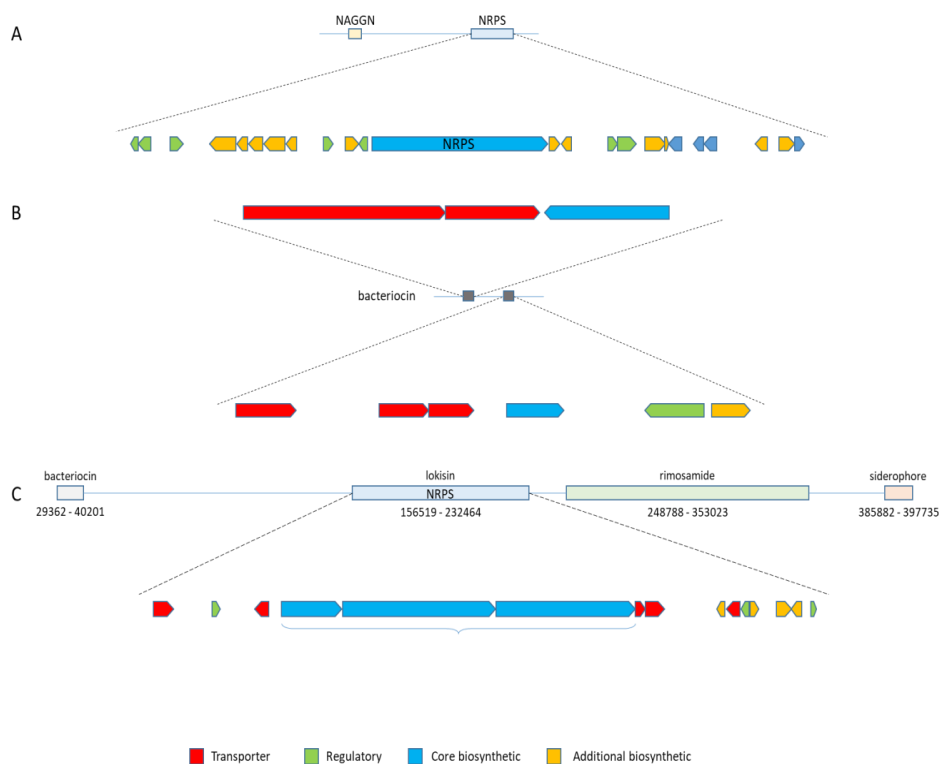 NAGGN NRPS
A
NRPS
B
bacteriocin
bacteriocin lokisin rimosamide siderophore
C NRPS
29362 - 40201 156519 - 232464 248788 - 353023 385882 - 397735
Transporter Regulatory Core biosynthetic Additional biosynthetic